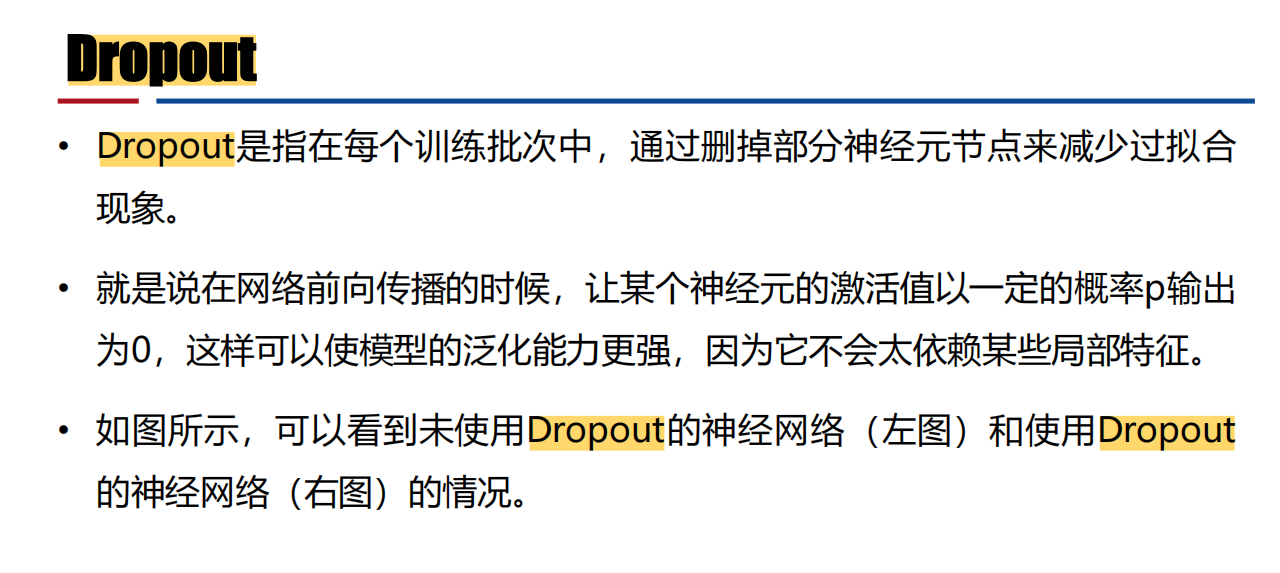 Dropout
• Dropout是指在每个训练批次中，通过删掉部分神经元节点来减少过拟合
现象。
• 就是说在网络前向传播的时候，让某个神经元的激活值以一定的概率p输出
为0，这样可以使模型的泛化能力更强，因为它不会太依赖某些局部特征。
• 如图所示，可以看到未使用Dropout的神经网络（左图）和使用Dropout
的神经网络（右图）的情况。